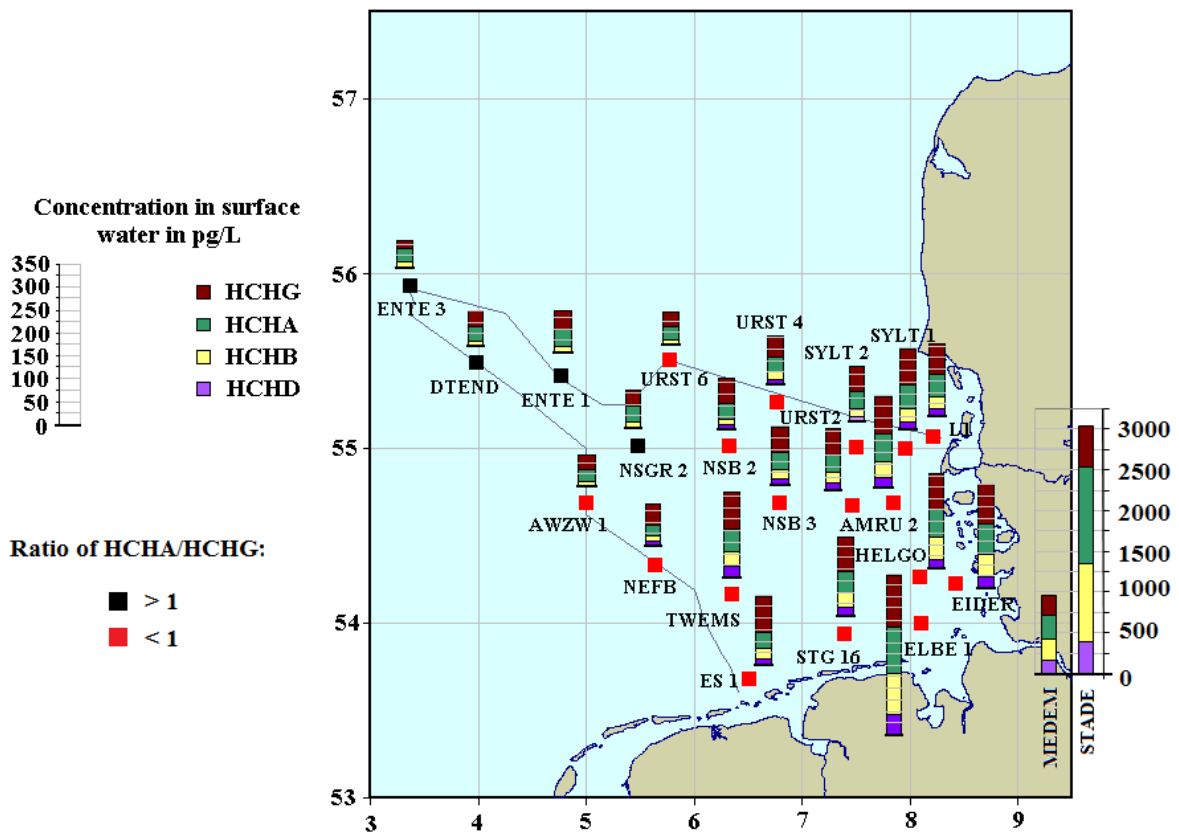 57
56
55
54
53
3 4 5 6 7 8 9
Concentration in surface
water in pg/L
350
300
250
200
150
100
50
0
HCHG
HCHA
HCHB
HCHD
Ratio of HCHA/HCHG:
> 1
< 1
ENTE 3
DTEND
ENTE 1
URST 6
URST 4
SYLT 2
SYLT 1
URST2
L1
NSGR 2
NSB 2
AWZW 1
NSB 3
AMRU 2
NEFB
HELGO
TWEMS
EIDER
STG 16
ELBE 1
ES 1
3000
2500
2000
1500
1000
500
0
MEDEM
STADE